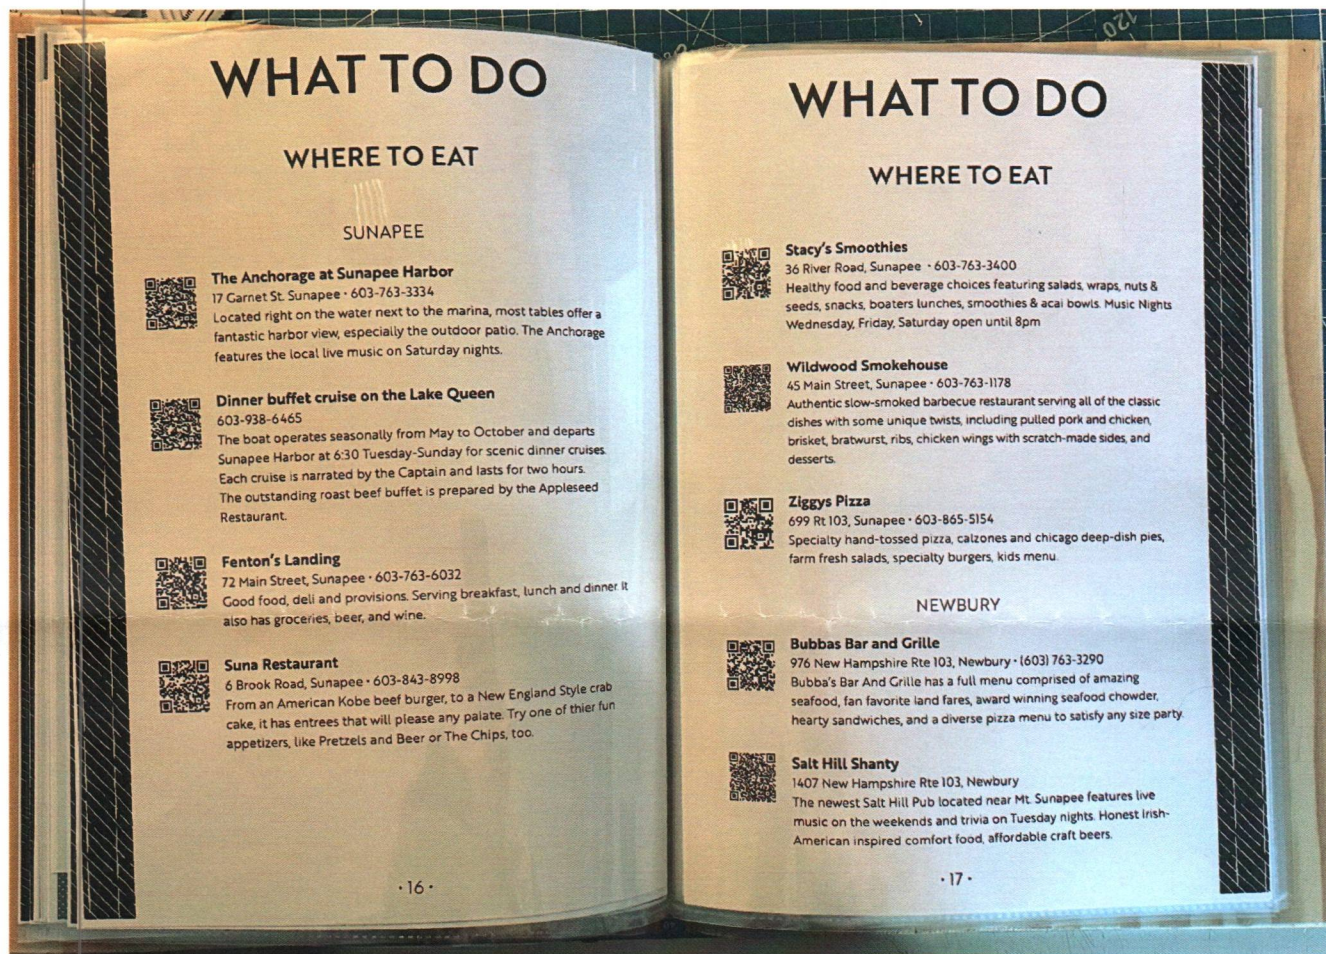 120
WHAT TO DO
WHERE TO EAT
SUNAPEE
The Anchorage at Sunapee Harbor
17 Garnet St. Sunapee • 603-763-3334
Located right on the water next to the marina, most tables offer a
fantastic harbor view, especially the outdoor patio. The Anchorage
features the local live music on Saturday nights.
Dinner buffet cruise on the Lake Queen
603-938-6465
The boat operates seasonally from May to October and departs
Sunapee Harbor at 6:30 Tuesday-Sunday for scenic dinner cruises.
Each cruise is narrated by the Captain and lasts for two hours.
The outstanding roast beef buffet is prepared by the Appleseed
Restaurant.
Fenton's Landing
72 Main Street, Sunapee • 603-763-6032
Good food, deli and provisions. Serving breakfast, lunch and dinner. It
also has groceries, beer, and wine.
Suna Restaurant
6 Brook Road, Sunapee • 603-843-8998
From an American Kobe beef burger, to a New England Style crab
cake, it has entrees that will please any palate. Try one of thier fun
appetizers, like Pretzels and Beer or The Chips, too.
• 16 •
WHAT TO DO
WHERE TO EAT
Stacy's Smoothies
36 River Road, Sunapee • 603-763-3400
Healthy food and beverage choices featuring salads, wraps, nuts &
seeds, snacks, boaters lunches, smoothies & acai bowls. Music Nights
Wednesday, Friday, Saturday open until 8pm
Wildwood Smokehouse
45 Main Street, Sunapee • 603-763-1178
Authentic slow-smoked barbecue restaurant serving all of the classic
dishes with some unique twists, including pulled pork and chicken,
brisket, bratwurst, ribs, chicken wings with scratch-made sides, and
desserts.
Ziggys Pizza
699 Rt 103, Sunapee • 603-865-5154
Specialty hand-tossed pizza, calzones and chicago deep-dish pies,
farm fresh salads, specialty burgers, kids menu.
NEWBURY
Bubbas Bar and Grille
976 New Hampshire Rte 103, Newbury • (603) 763-3290
Bubba's Bar And Grille has a full menu comprised of amazing
seafood, fan favorite land fares, award winning seafood chowder,
hearty sandwiches, and a diverse pizza menu to satisfy any size party.
Salt Hill Shanty
1407 New Hampshire Rte 103, Newbury
The newest Salt Hill Pub located near Mt. Sunapee features live
music on the weekends and trivia on Tuesday nights. Honest Irish-
American inspired comfort food, affordable craft beers.
• 17 •